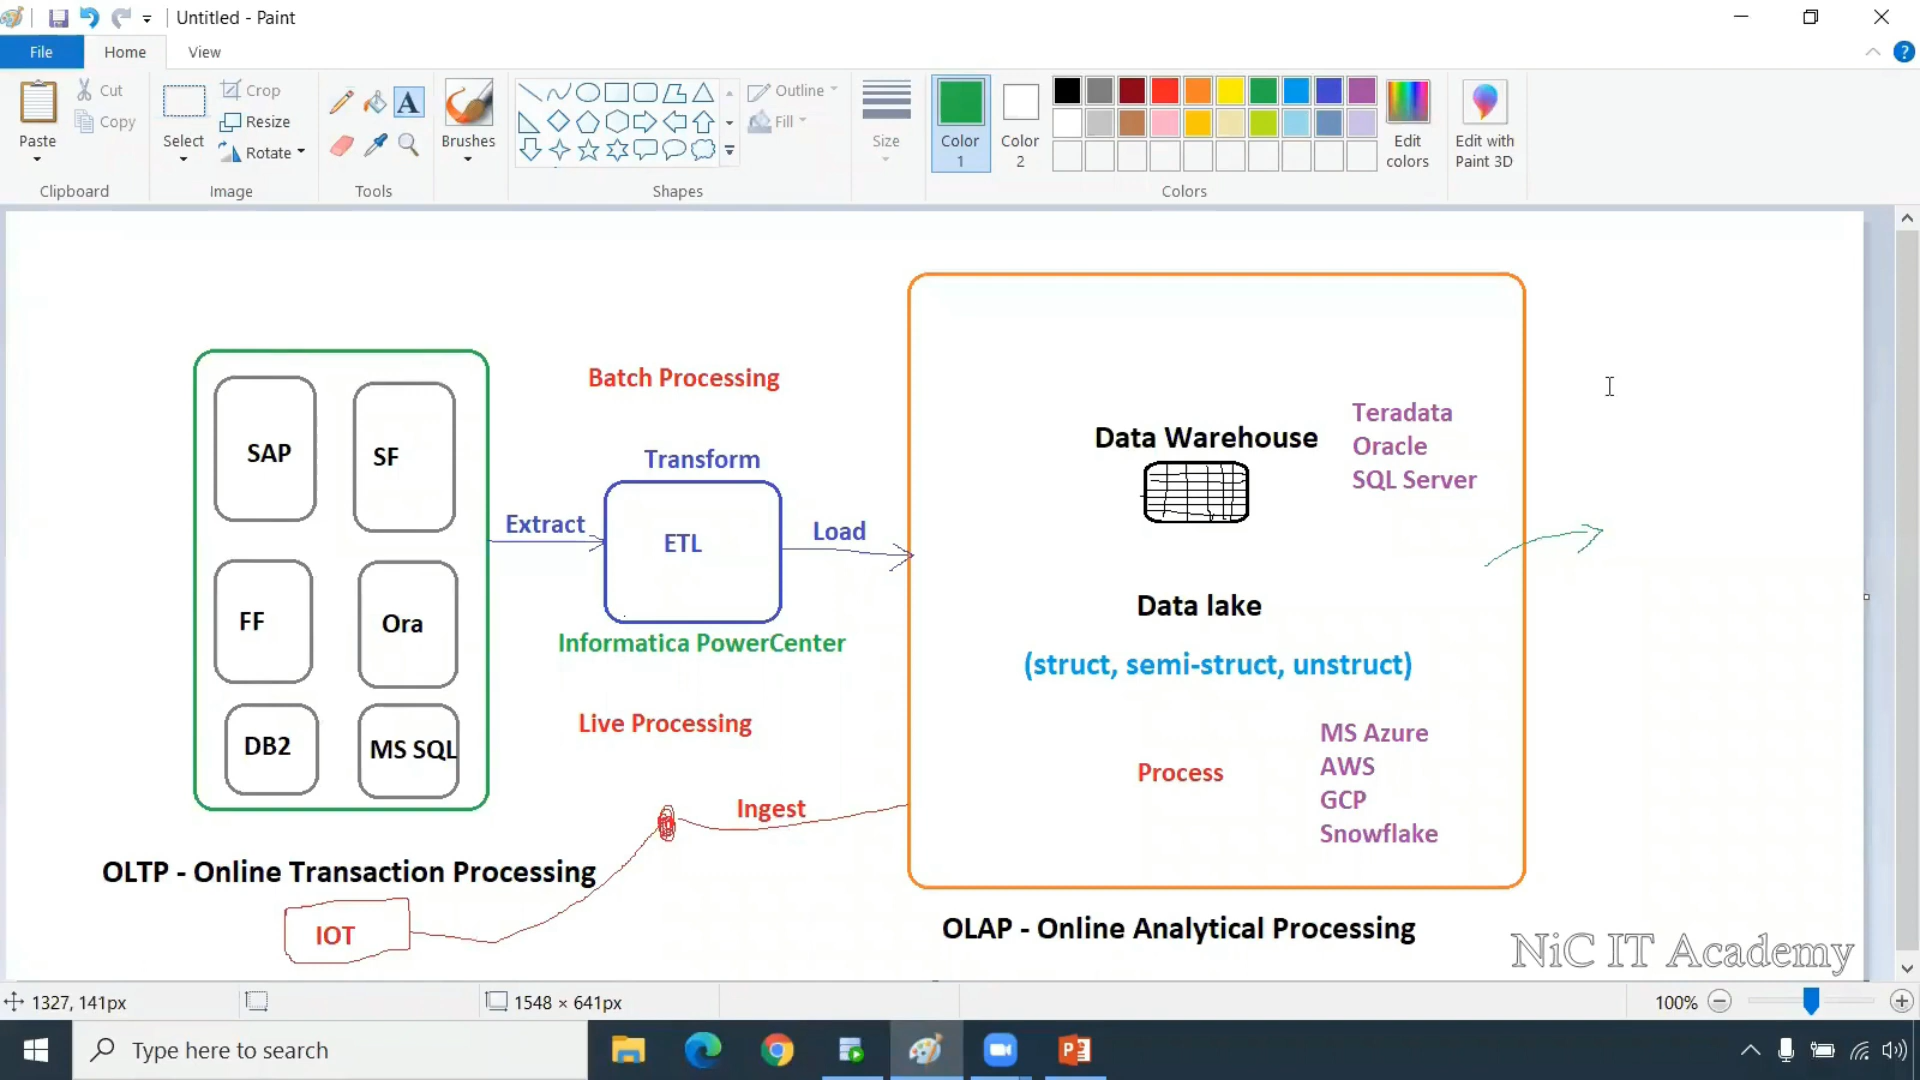 Untitled - Paint
File
Home
View
Paste
Cut
Copy
Clipboard
Select
Crop
Resize
Rotate
Image
A
Tools
Brushes
Outline
Fill
Shapes
Size
Color
1
Color
2
Edit
colors
Colors
Edit with
Paint 3D
?
SAP
SF
FF
Ora
DB2
MS SQL
OLTP - Online Transaction Processing
IOT
Batch Processing
Transform
Extract
ETL
Load
Informatica PowerCenter
Live Processing
Ingest
Data Warehouse
Teradata
Oracle
SQL Server
Data lake
(struct, semi-struct, unstruct)
Process
MS Azure
AWS
GCP
Snowflake
OLAP - Online Analytical Processing
NiC IT Academy
1327, 141px
1548 × 641px
100%
Type here to search